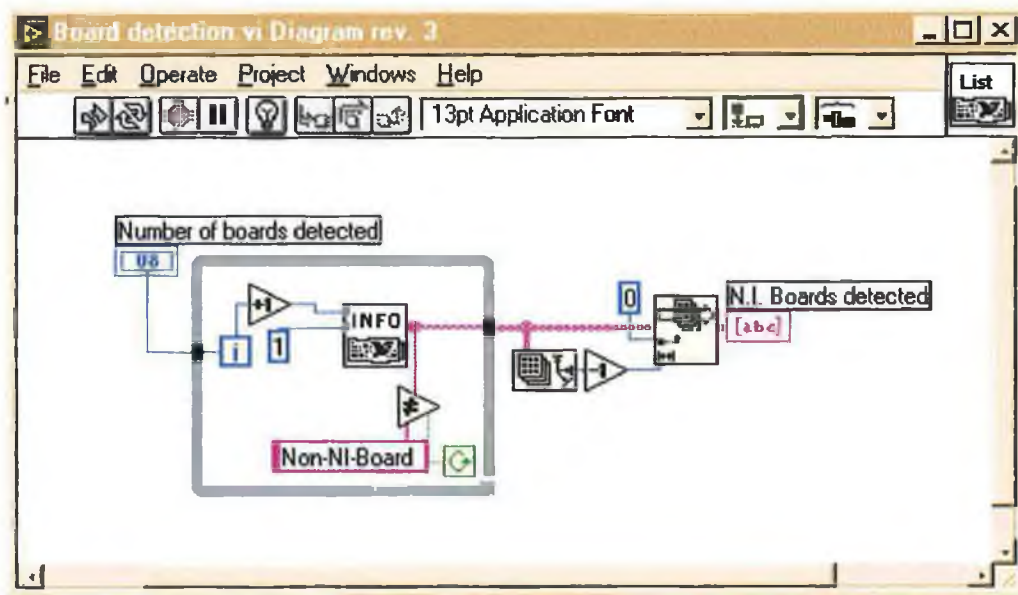 Board detection vi Diagram rev. 3
File Edit Operate Project Windows Help
List
13pt Application Font
Number of boards detected
U8
+1
i
1
INFO
≠
Non-NI-Board
0
-1
N.I. Boards detected
[abc]